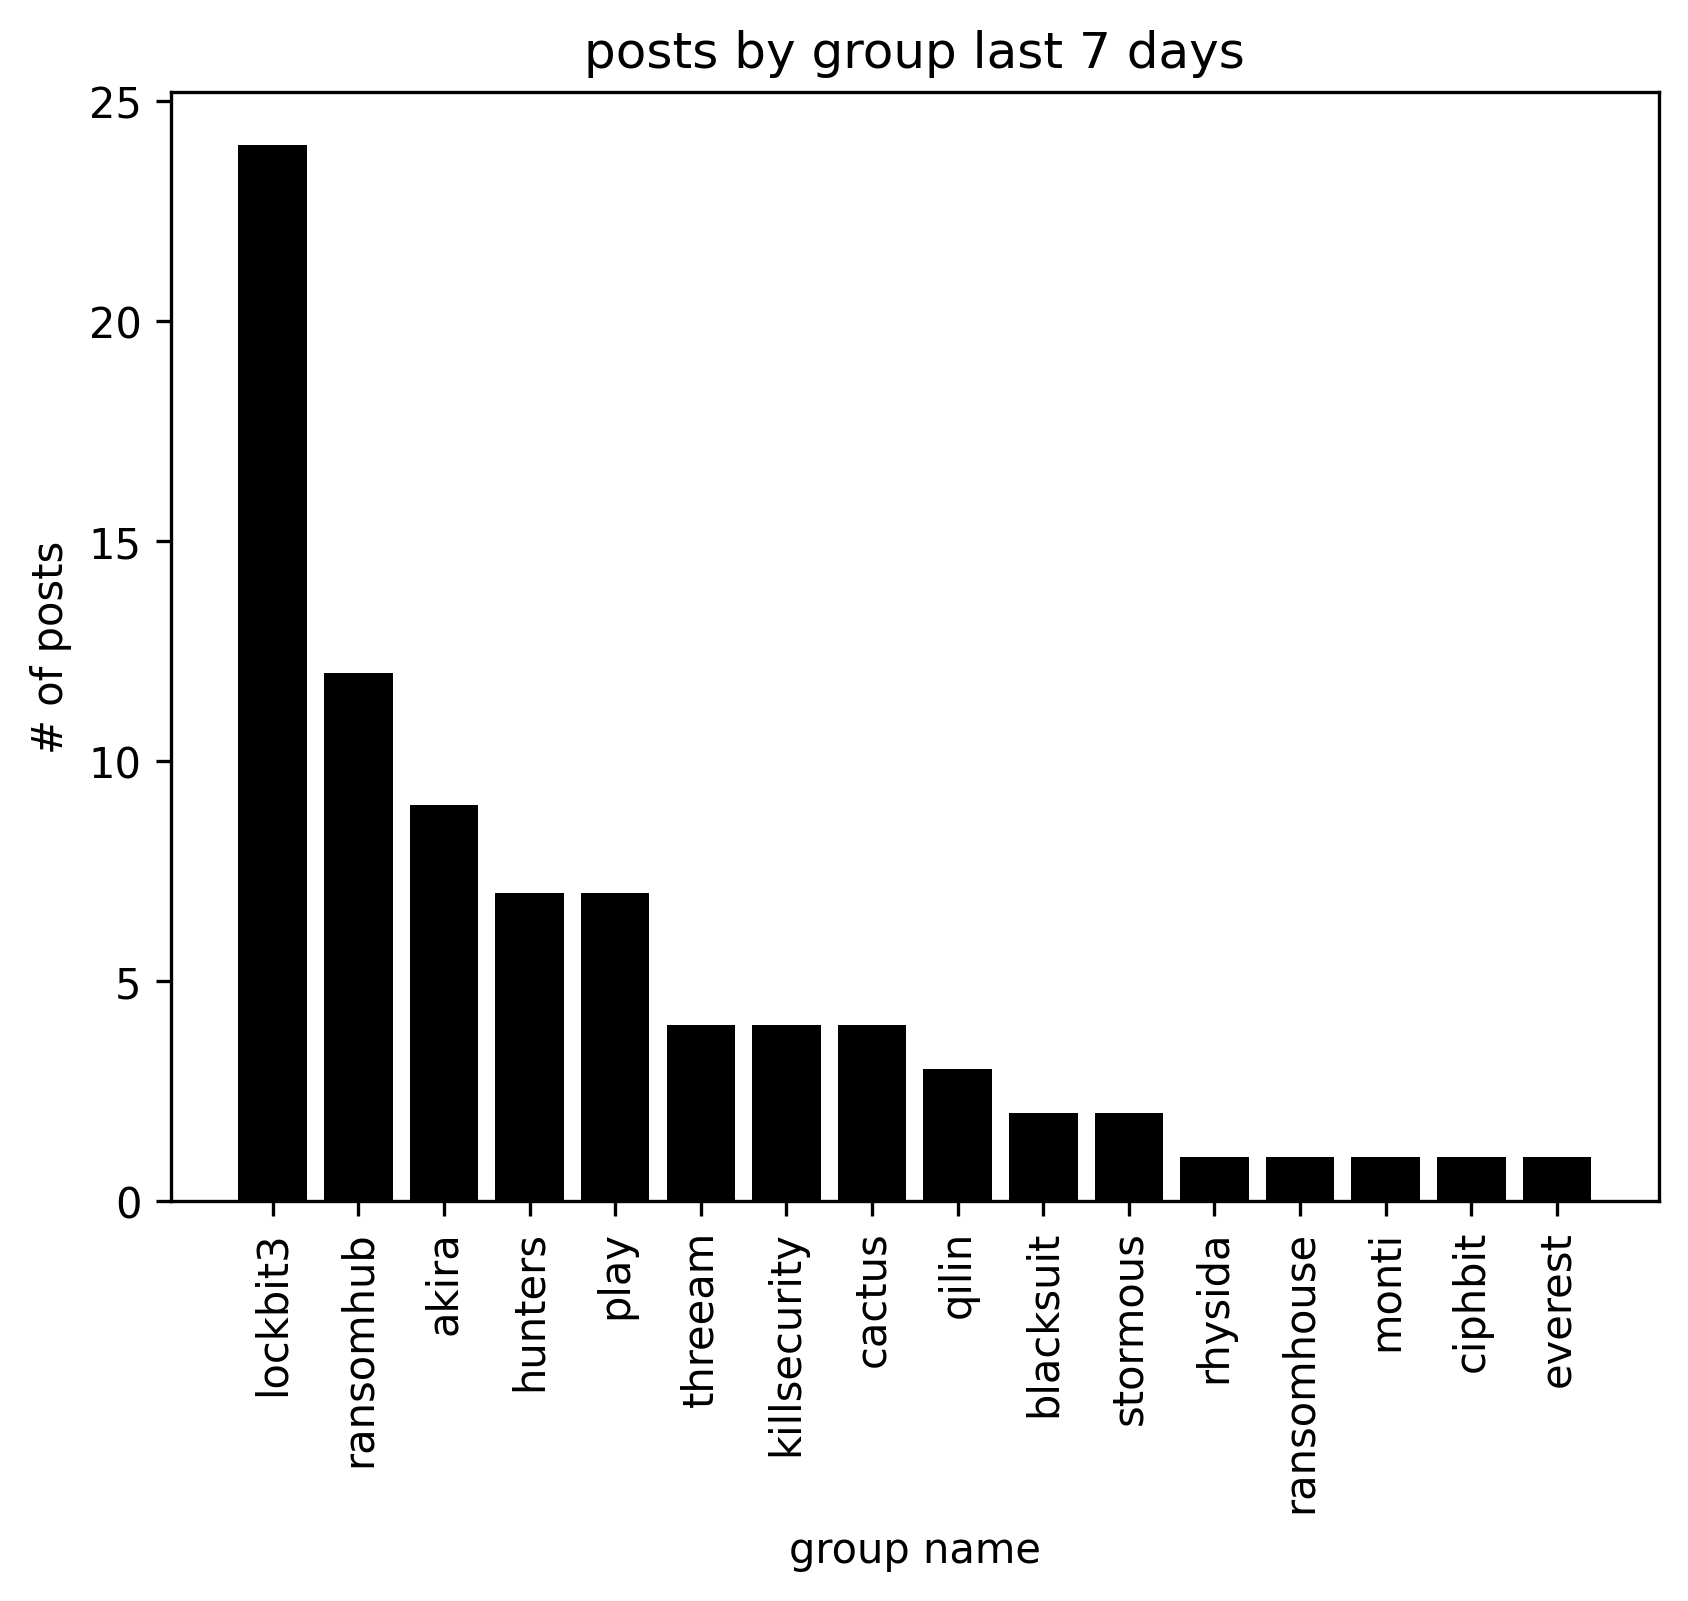 posts by group last 7 days
25
20
15
10
5
0
# of posts
lockbit3
ransomhub
akira
hunters
play
threeam
killsecurity
cactus
qilin
blacksuit
stormous
rhysida
ransomhouse
monti
ciphbit
everest
group name